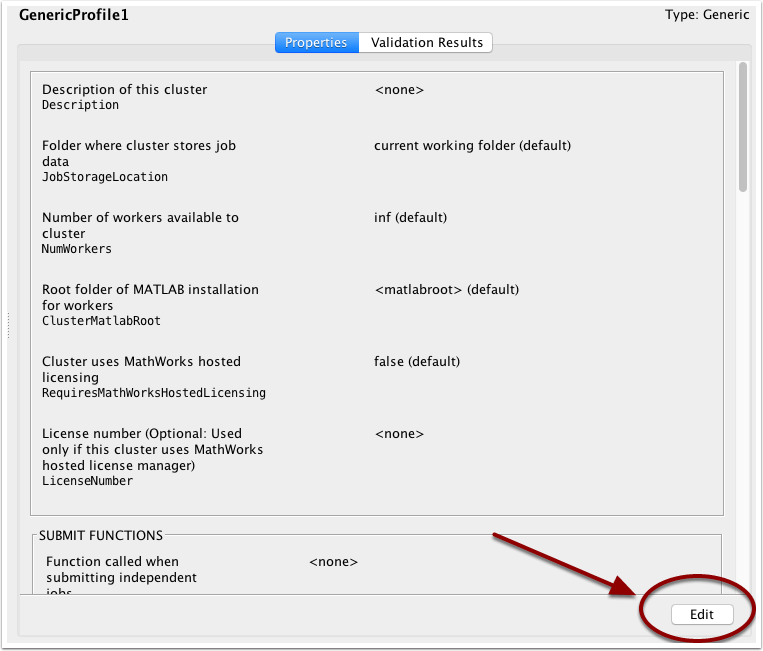 GenericProfile1
Type: Generic
Properties
Validation Results
Description of this cluster
<none>
Description
Folder where cluster stores job
current working folder (default)
data
JobStorageLocation
Number of workers available to
inf (default)
cluster
NumWorkers
Root folder of MATLAB installation
<matlabroot> (default)
for workers
ClusterMatlabRoot
Cluster uses MathWorks hosted
false (default)
licensing
RequiresMathWorksHostedLicensing
License number (Optional: Used
<none>
only if this cluster uses MathWorks
hosted license manager)
LicenseNumber
SUBMIT FUNCTIONS
Function called when
<none>
submitting independent
jobs
Edit